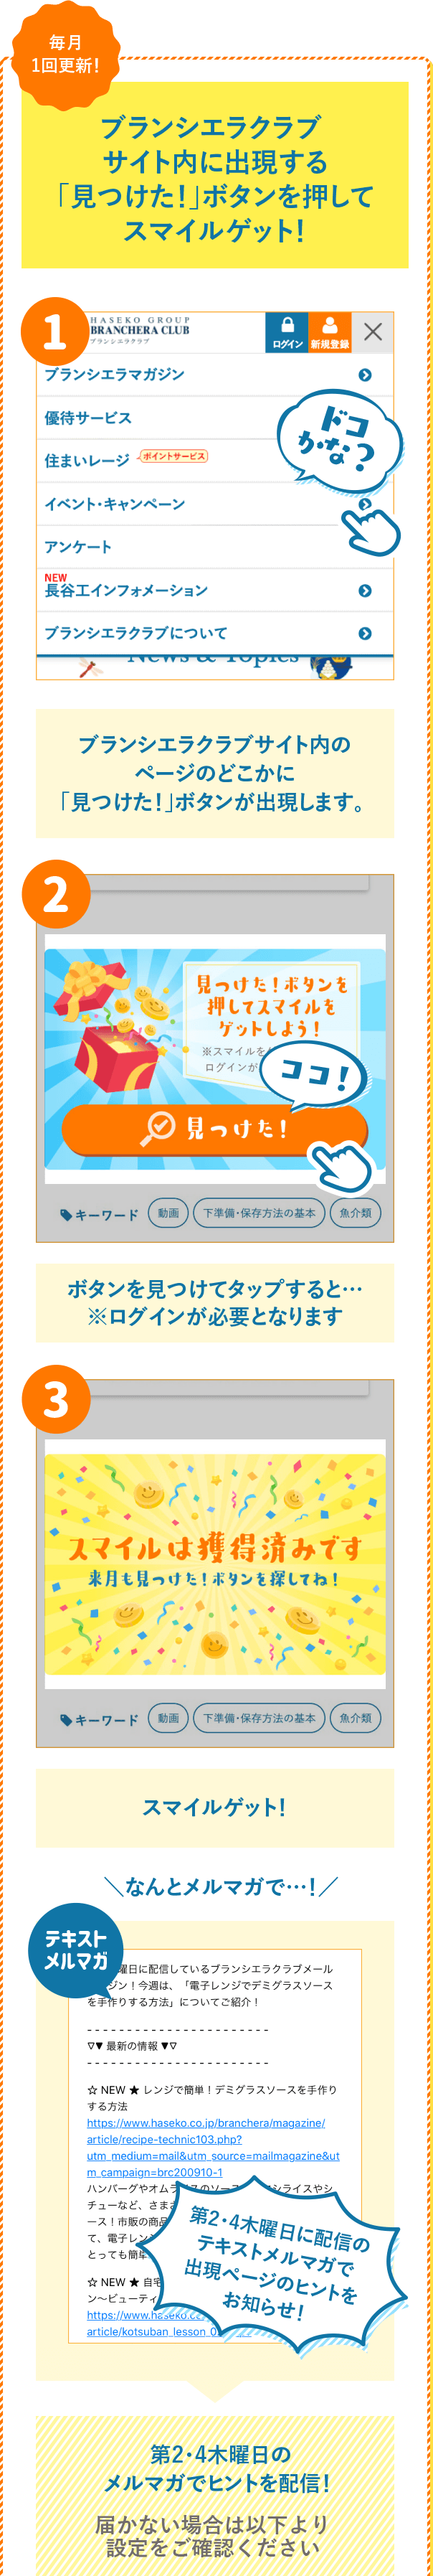 毎月
1回更新!
ブランシエラクラブ
サイト内に出現する
「見つけた!」ボタンを押して
スマイルゲット!
1
HASEKO GROUP
BRANCHERA CLUB
ブランシエラクラブ
ログイン
新規登録
ブランシエラマガジン
優待サービス
住まいレージ ポイントサービス
イベント・キャンペーン
アンケート
NEW
長谷工インフォメーション
ブランシエラクラブについて
ドコ
かな?
News & Topics
ブランシエラクラブサイト内の
ページのどこかに
「見つけた!」ボタンが出現します。
2
見つけた!ボタンを
押してスマイルを
ゲットしよう!
※スマイルを
ログインが
ココ!
見つけた!
キーワード 動画 下準備・保存方法の基本 魚介類
ボタンを見つけてタップすると…
※ログインが必要となります
3
スマイルは獲得済みです
来月も見つけた!ボタンを探してね!
キーワード 動画 下準備・保存方法の基本 魚介類
スマイルゲット!
＼なんとメルマガで…!／
テキスト
メルマガ
曜日に配信しているブランシエラクラブメール
ジン！今週は、「電子レンジでデミグラスソース
を手作りする方法」についてご紹介！
- - - - - - - - - - - - - - - - - - - - - - -
▽▼ 最新の情報 ▼▽
- - - - - - - - - - - - - - - - - - - - - - -
☆ NEW ★ レンジで簡単！デミグラスソースを手作り
する方法
https://www.haseko.co.jp/branchera/magazine/
article/recipe-technic103.php?
utm_medium=mail&utm_source=mailmagazine&ut
m_campaign=brc200910-1
ハンバーグやオムラ スのソース シライスやシ
チューなど、さまざ
ース！市販の商品
て、電子レン
とっても簡単
☆ NEW ★ 自宅
ン～ビューティ
https://www.haseko.co.
article/kotsuban_lesson_0
第2・4木曜日に配信の
テキストメルマガで
出現ページのヒントを
お知らせ!
第2・4木曜日の
メルマガでヒントを配信!
届かない場合は以下より
設定をご確認ください